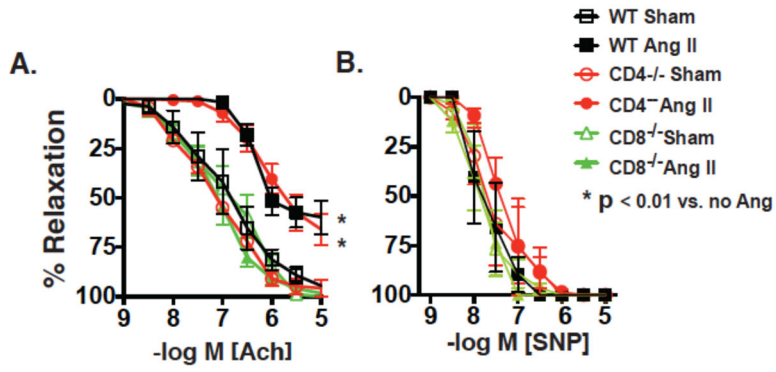 A.
% Relaxation
0
25
50
75
100
9 8 7 6 5
-log M [Ach]
*
*
B.
0
25
50
75
100
9 8 7 6 5
-log M [SNP]
WT Sham
WT Ang II
CD4-/- Sham
CD4⁻Ang II
CD8⁻/⁻Sham
CD8⁻/⁻Ang II
* p < 0.01 vs. no Ang